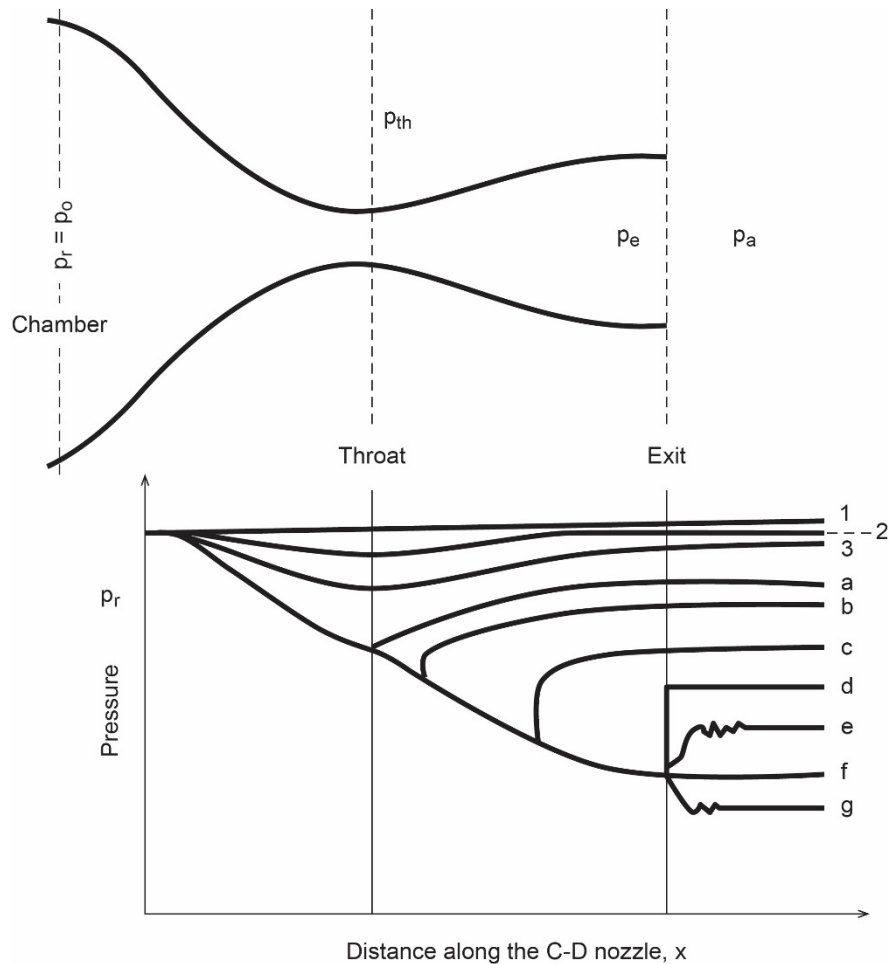 p_th
p_r = p_o
p_e
p_a
Chamber
Throat
Exit
1
2
3
a
p_r
b
c
Pressure
d
e
f
g
Distance along the C-D nozzle, x